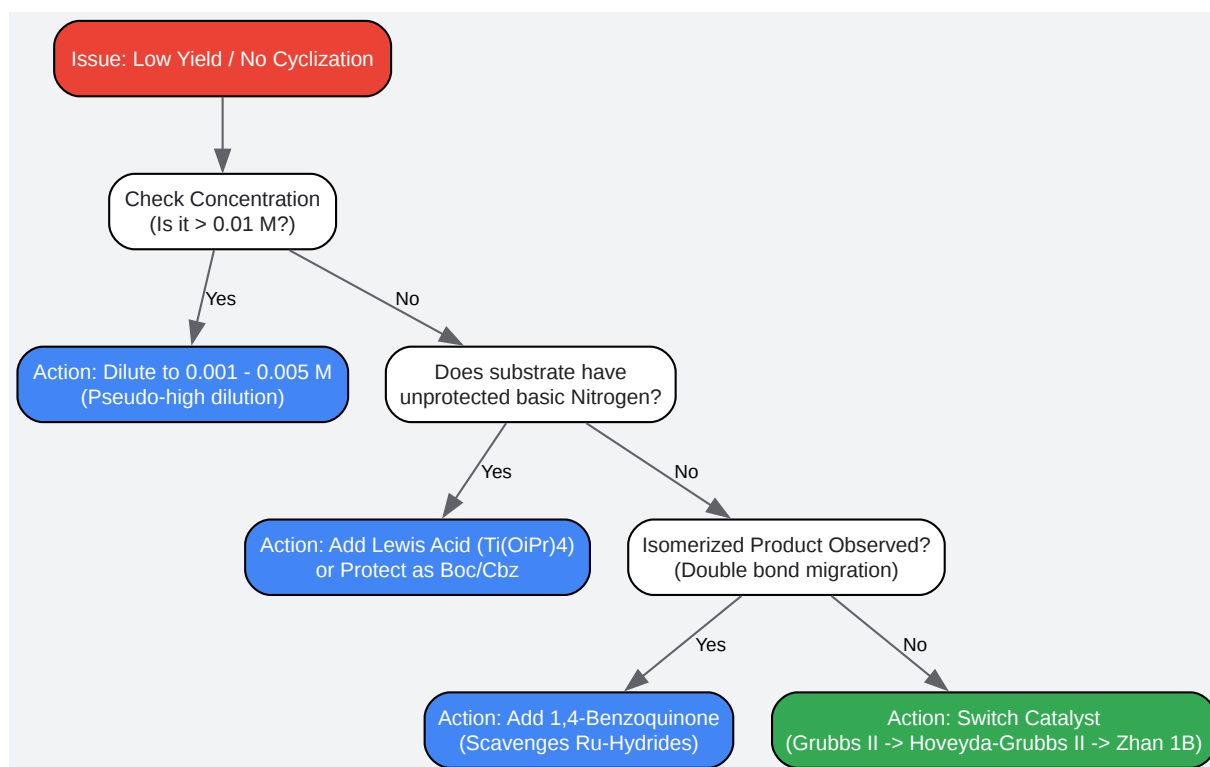 Issue: Low Yield / No Cyclization
Check Concentration
(Is it > 0.01 M?)
Yes
No
Action: Dilute to 0.001 - 0.005 M
(Pseudo-high dilution)
Does substrate have
unprotected basic Nitrogen?
Yes
No
Action: Add Lewis Acid (Ti(OiPr)4)
or Protect as Boc/Cbz
Isomerized Product Observed?
(Double bond migration)
Yes
No
Action: Add 1,4-Benzoquinone
(Scavenges Ru-Hydrides)
Action: Switch Catalyst
(Grubbs II -> Hoveyda-Grubbs II -> Zhan 1B)